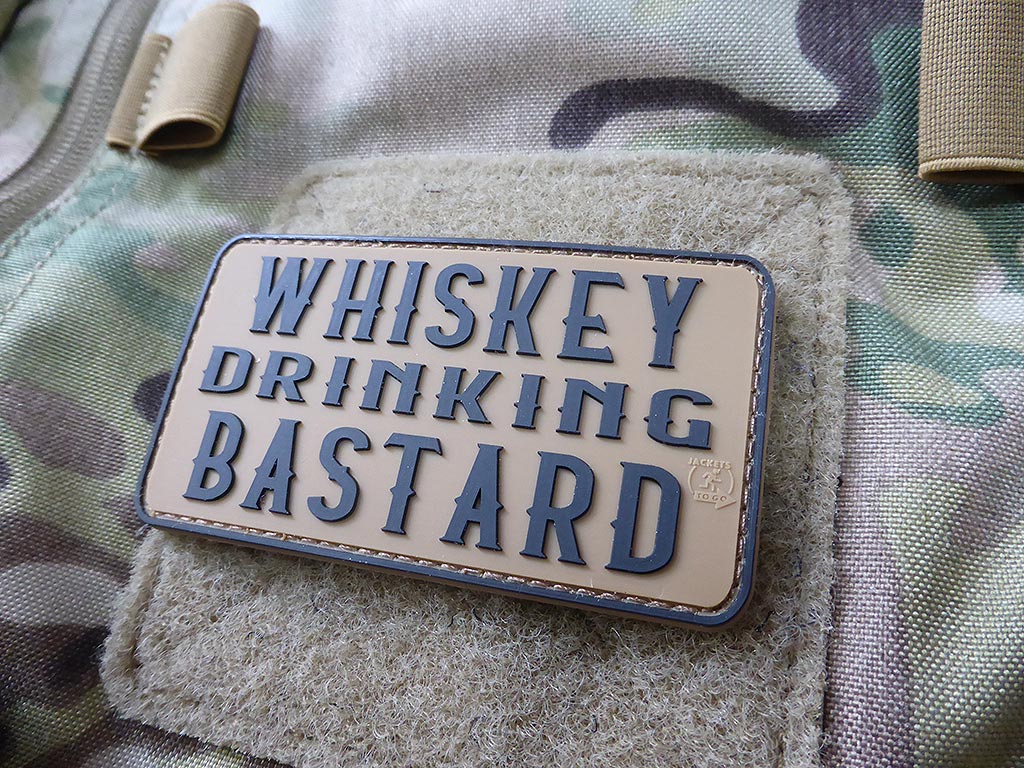 WHISKEY
DRINKING
BASTARD
JACKETS
TO GO